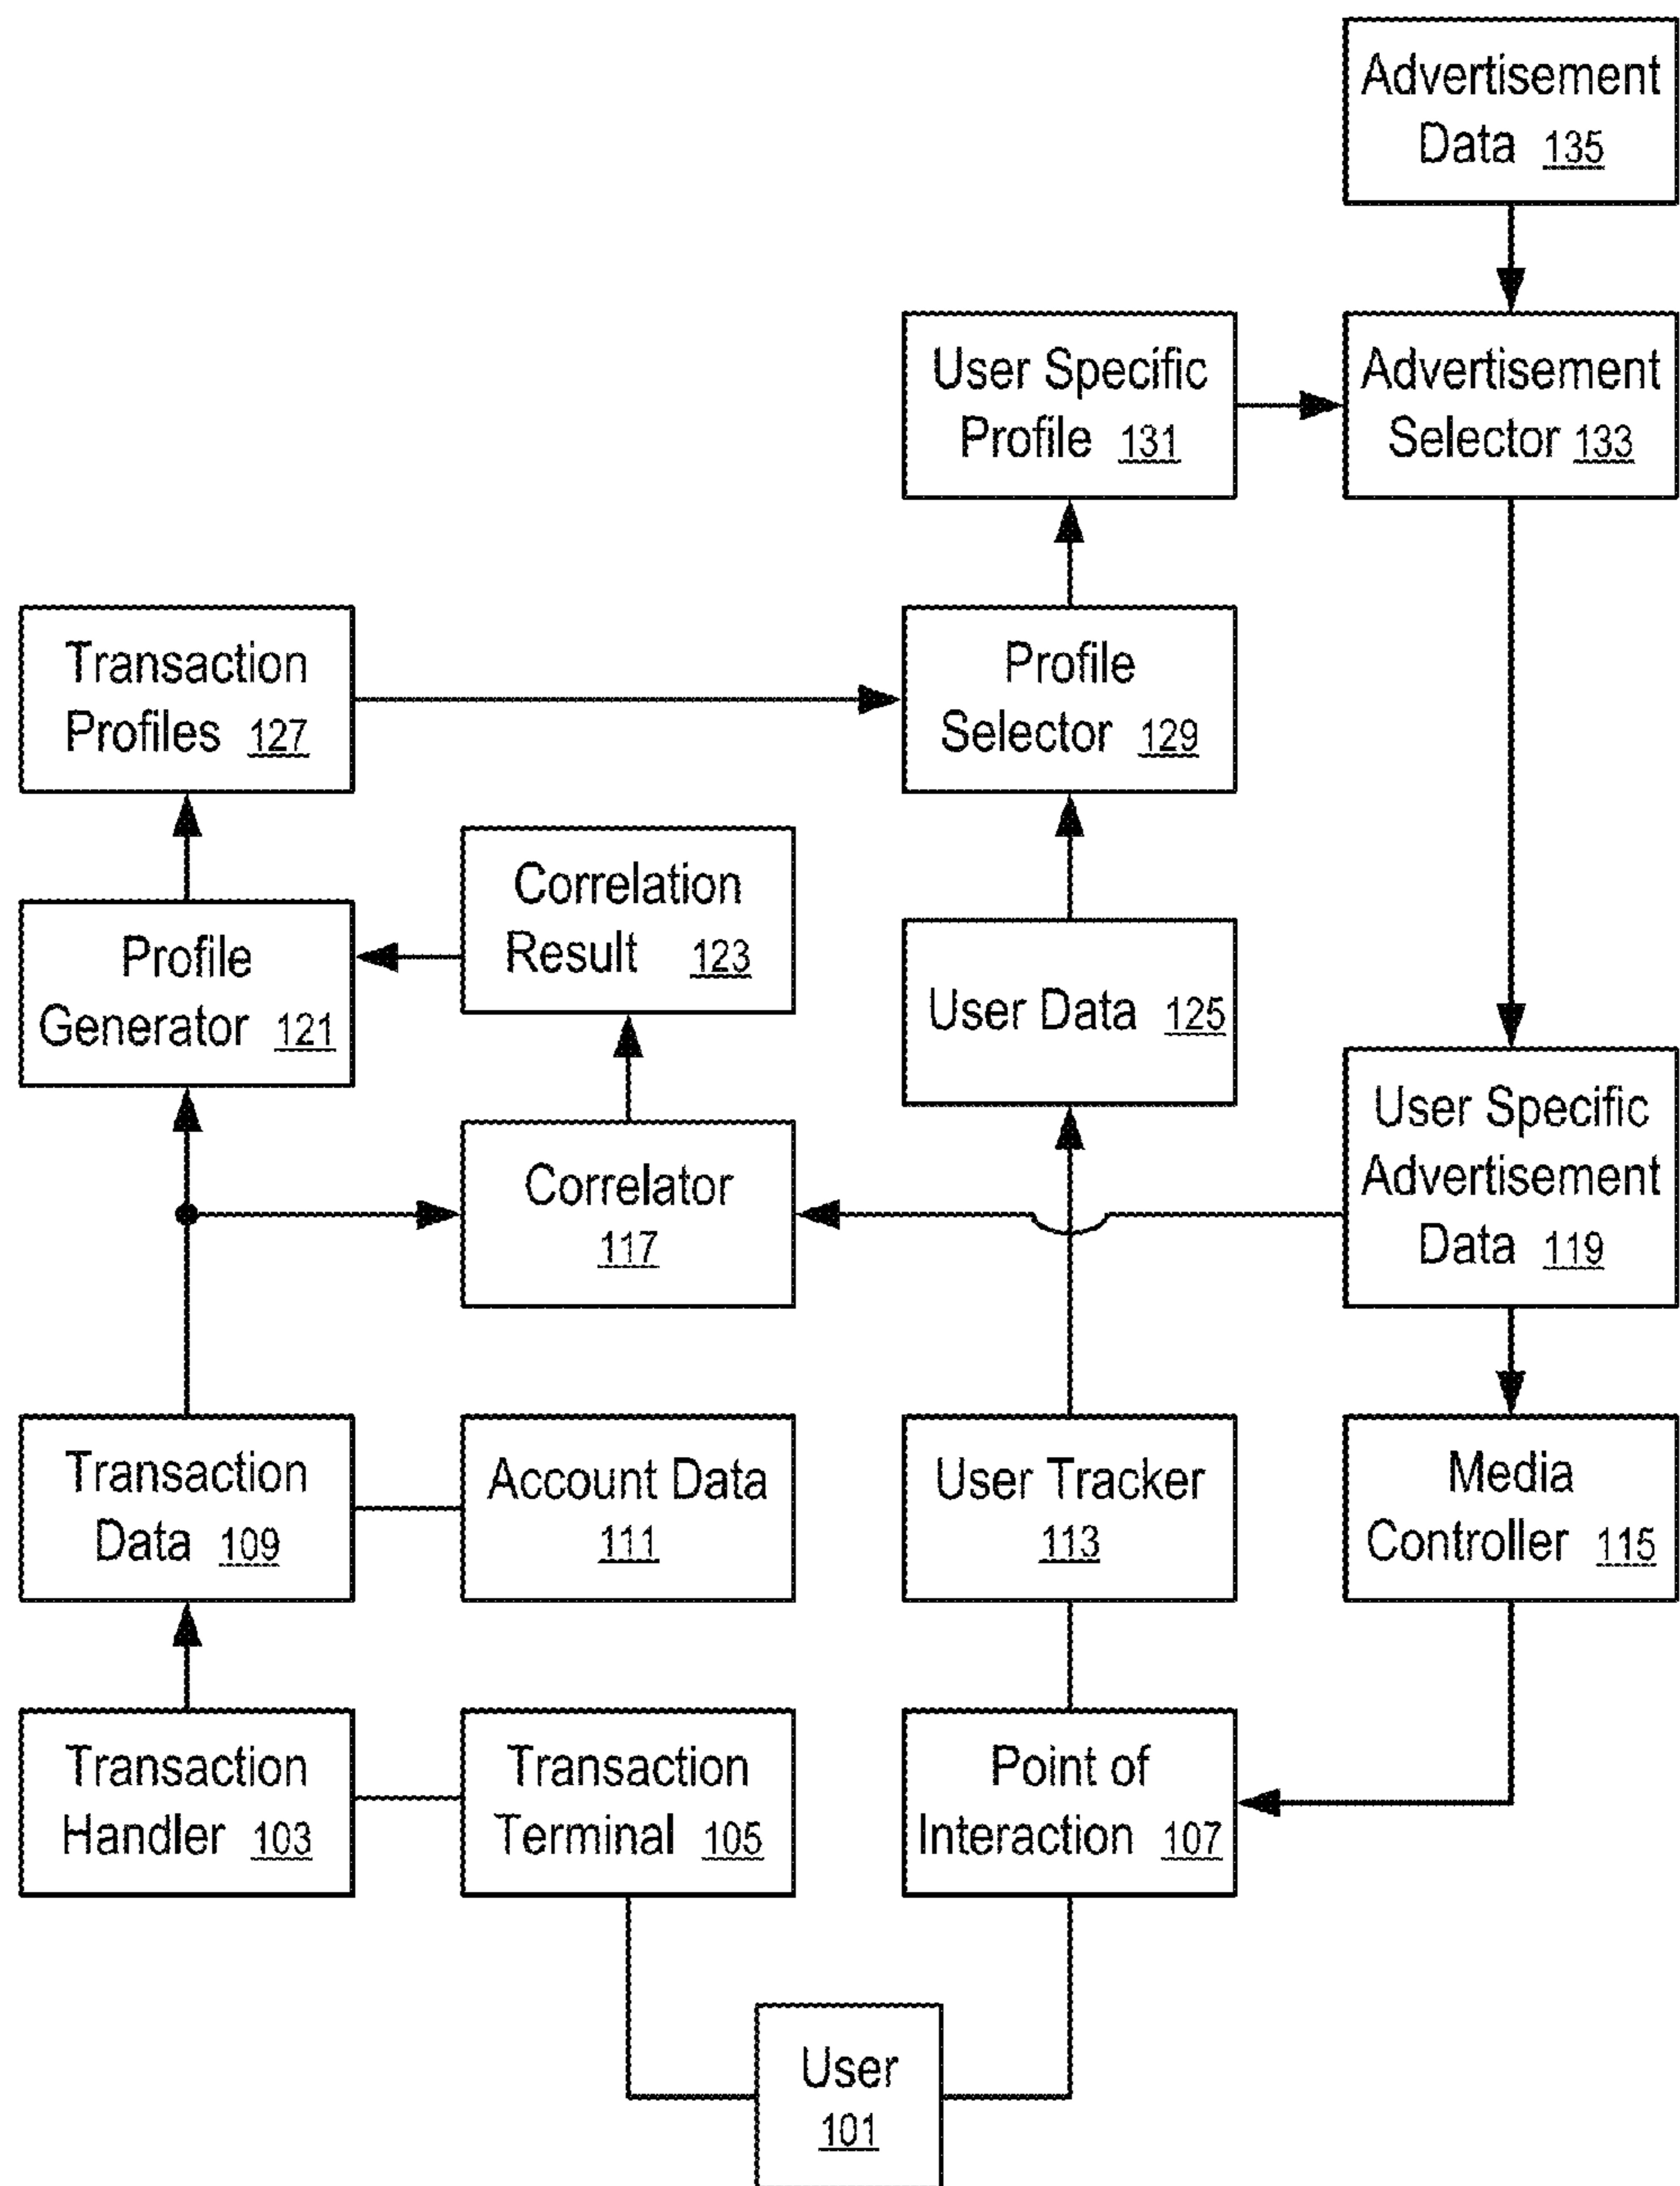 Advertisement
Data 135
User Specific
Profile 131
Advertisement
Selector 133
Transaction
Profiles 127
Profile
Selector 129
Correlation
Result 123
Profile
Generator 121
User Data 125
User Specific
Advertisement
Data 119
Correlator
117
Transaction
Data 109
Account Data
111
User Tracker
113
Media
Controller 115
Transaction
Handler 103
Transaction
Terminal 105
Point of
Interaction 107
User
101